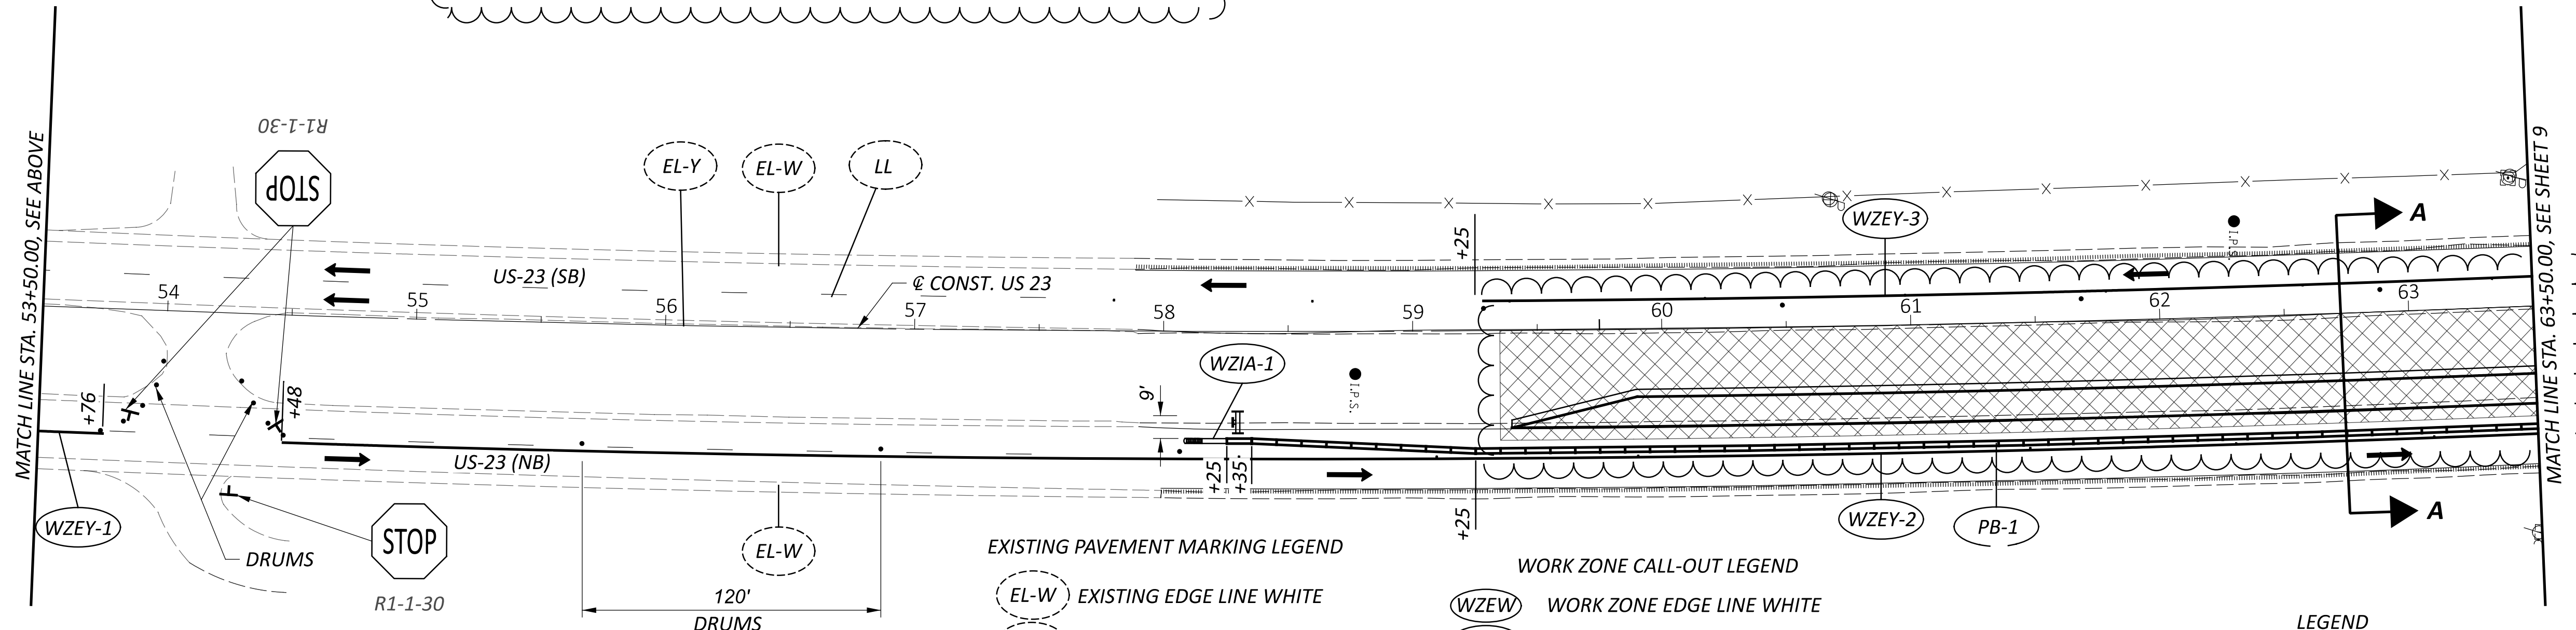 MATCH LINE STA. 53+50.00, SEE ABOVE
R1-1-30
STOP
EL-Y
EL-W
LL
US-23 (SB)
℄ CONST. US 23
54
55
56
57
58
59
60
61
62
63
+25
WZEY-3
I.P.S.
A
MATCH LINE STA. 63+50.00, SEE SHEET 9
+76
+48
WZIA-1
9'
I.P.S.
+25
+35
US-23 (NB)
WZEY-1
DRUMS
STOP
R1-1-30
EL-W
120'
DRUMS
+25
WZEY-2
PB-1
A
EXISTING PAVEMENT MARKING LEGEND
EL-W EXISTING EDGE LINE WHITE
WORK ZONE CALL-OUT LEGEND
WZEW WORK ZONE EDGE LINE WHITE
LEGEND